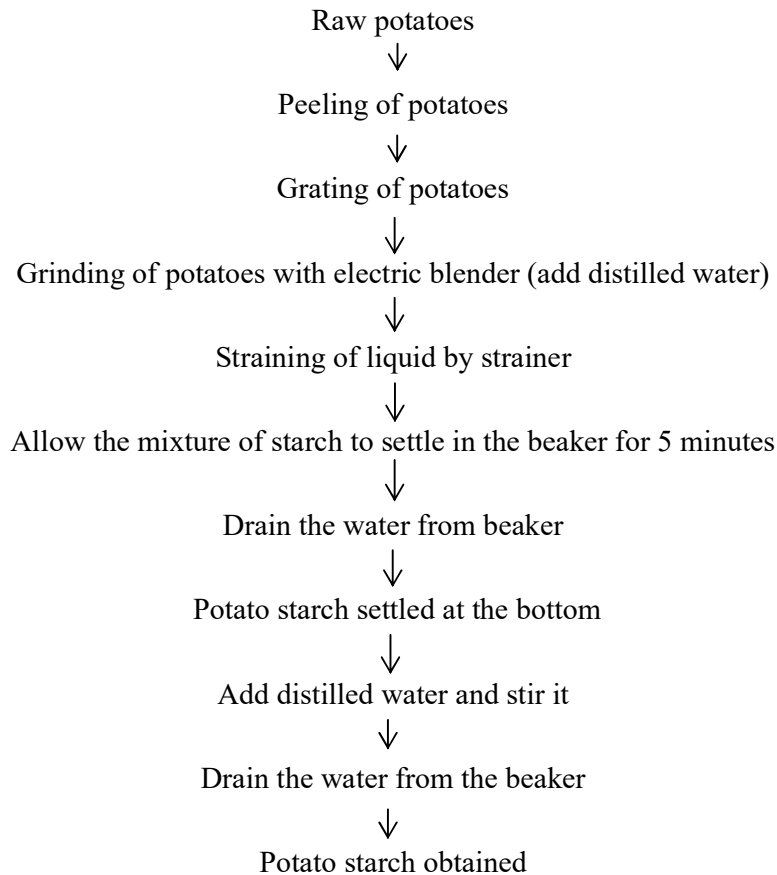 Raw potatoes
Peeling of potatoes
Grating of potatoes
Grinding of potatoes with electric blender (add distilled water)
Straining of liquid by strainer
Allow the mixture of starch to settle in the beaker for 5 minutes
Drain the water from beaker
Potato starch settled at the bottom
Add distilled water and stir it
Drain the water from the beaker
Potato starch obtained